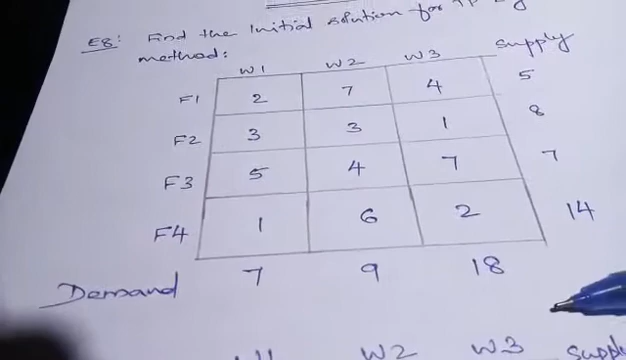 E8: Find the Initial solution for
method:
W1 W2 W3 supply
F1 2 7 4 5
F2 3 3 1 8
F3 5 4 7 7
F4 1 6 2 14
Demand 7 9 18
W2 W3 supply